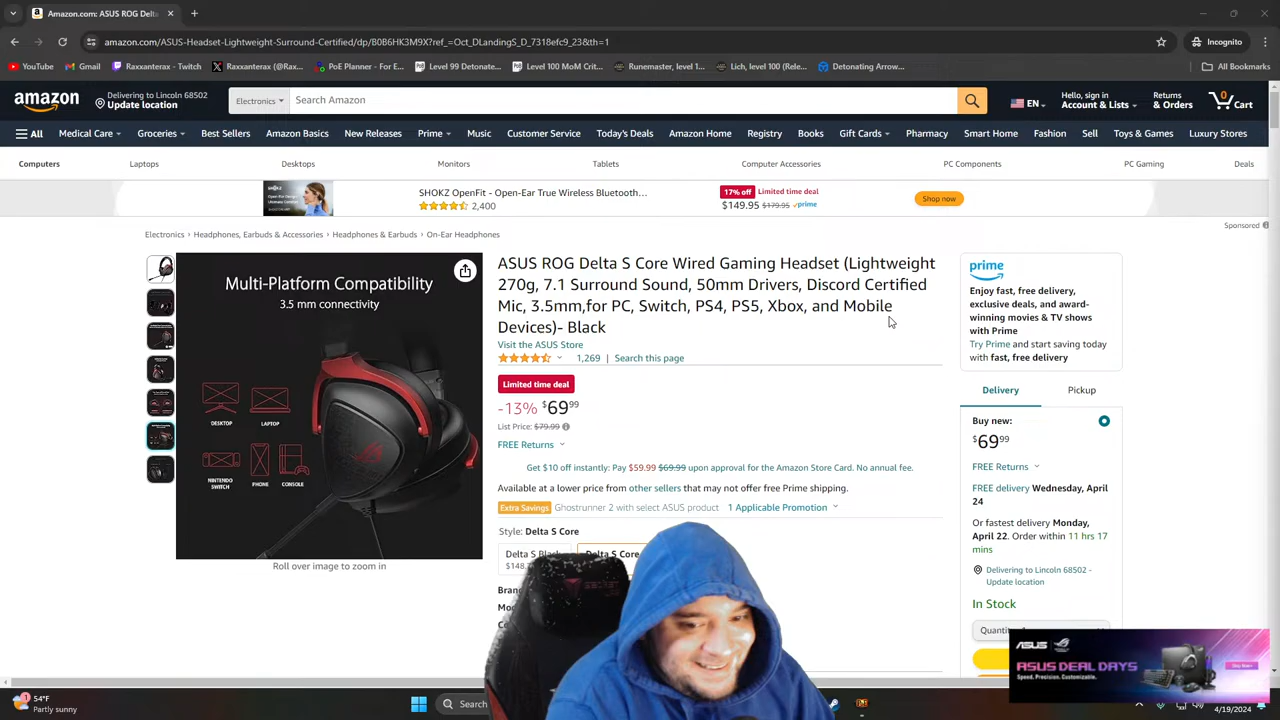 ASUS ROG Del
amazon.com/ASUS-Headset-Lightweight-Surround-Certified/dp/B0B6HK3M9X?ref_=Oct_DLandingS_D_7318efc9_23&th=1
Incognito
YouTube
Gmail
Raxxanterax - Twitch
Raxxanterax (@Rax...
PoE Planner - For E...
Level 99 Detonate...
Level 100 MoM Crit...
Runemaster, level 1...
Lich, level 100 (Rele...
Detonating Arrow...
All Bookmarks
amazon
Delivering to Lincoln 68502
Update location
Electronics
Search Amazon
EN
Hello, sign in
Account & Lists
Returns
& Orders
0
Cart
All
Medical Care
Groceries
Best Sellers
Amazon Basics
New Releases
Prime
Music
Customer Service
Today's Deals
Amazon Home
Registry
Books
Gift Cards
Pharmacy
Smart Home
Fashion
Sell
Toys & Games
Luxury Stores
Computers
Laptops
Desktops
Monitors
Tablets
Computer Accessories
PC Components
PC Gaming
Deals
SHOKZ OpenFit - Open-Ear True Wireless Bluetooth...
2,400
17% off Limited time deal
$149.95 $179.95 prime
Shop now
Sponsored
Electronics › Headphones, Earbuds & Accessories › Headphones & Earbuds › On-Ear Headphones
Multi-Platform Compatibility
3.5 mm connectivity
DESKTOP
LAPTOP
NINTENDO
SWITCH
PHONE
CONSOLE
Roll over image to zoom in
ASUS ROG Delta S Core Wired Gaming Headset (Lightweight
270g, 7.1 Surround Sound, 50mm Drivers, Discord Certified
Mic, 3.5mm,for PC, Switch, PS4, PS5, Xbox, and Mobile
Devices)- Black
Visit the ASUS Store
1,269 | Search this page
Limited time deal
-13% $69 99
List Price: $79.99
FREE Returns
Get $10 off instantly: Pay $59.99 $69.99 upon approval for the Amazon Store Card. No annual fee.
Available at a lower price from other sellers that may not offer free Prime shipping.
Extra Savings Ghostrunner 2 with select ASUS product 1 Applicable Promotion
Style: Delta S Core
Delta S Black
Delta S Core
$148.
Bran
Mo
prime
Enjoy fast, free delivery,
exclusive deals, and award-
winning movies & TV shows
with Prime
Try Prime and start saving today
with fast, free delivery
Delivery
Pickup
Buy new:
$69 99
FREE Returns
FREE delivery Wednesday, April
24
Or fastest delivery Monday,
April 22. Order within 11 hrs 17
mins
Delivering to Lincoln 68502 -
Update location
In Stock
ASUS
ASUS DEAL DAYS
Speed. Precision. Customizable.
54°F
Partly sunny
Search
4/19/2024